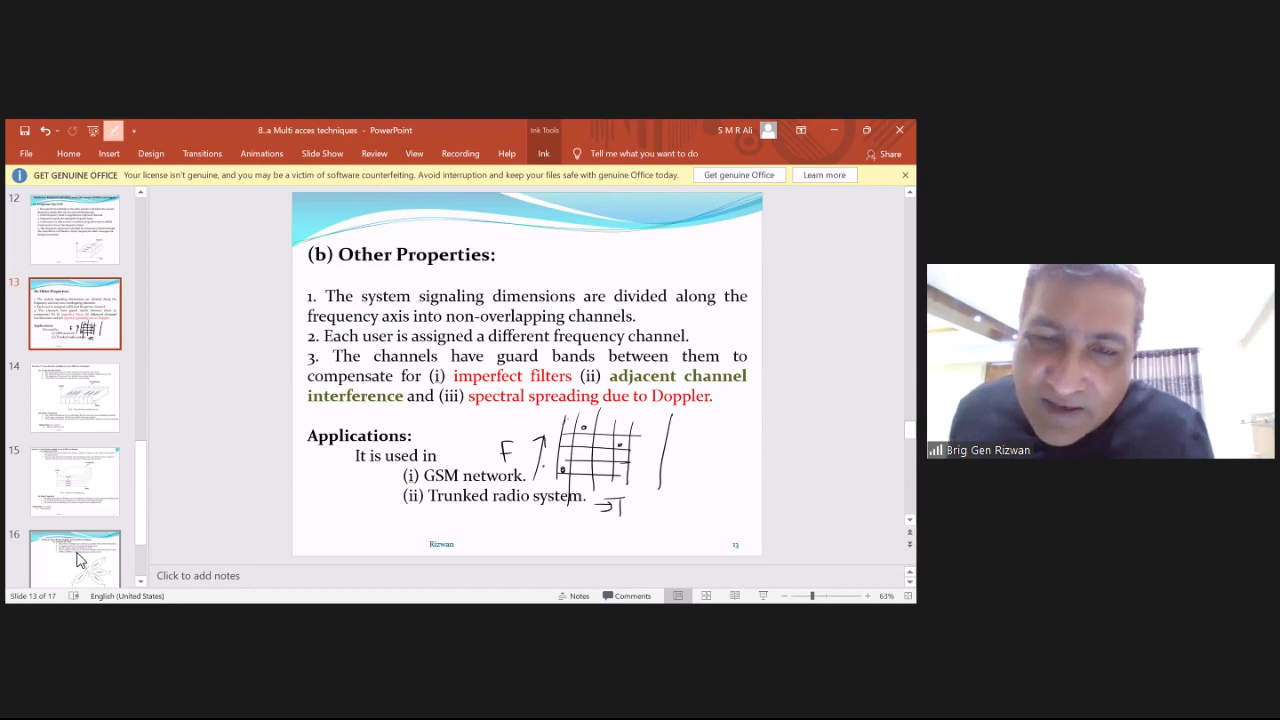 8..a Multi acces techniques - PowerPoint
Ink Tools
S M R Ali
File Home Insert Design Transitions Animations Slide Show Review View Recording Help Ink Tell me what you want to do Share
GET GENUINE OFFICE Your license isn't genuine, and you may be a victim of software counterfeiting. Avoid interruption and keep your files safe with genuine Office today. Get genuine Office Learn more
12
13
14
15
16
(b) Other Properties:
1. The system signaling dimensions are divided along the
frequency axis into non-overlapping channels.
2. Each user is assigned a different frequency channel.
3. The channels have guard bands between them to
compensate for (i) imperfect filters (ii) adjacent channel
interference and (iii) spectral spreading due to Doppler.
Applications:
It is used in
F
(i) GSM network.
(ii) Trunked radio system.
T
Rizwan 13
Brig Gen Rizwan
Click to add notes
Slide 13 of 17 English (United States) Notes Comments 63%